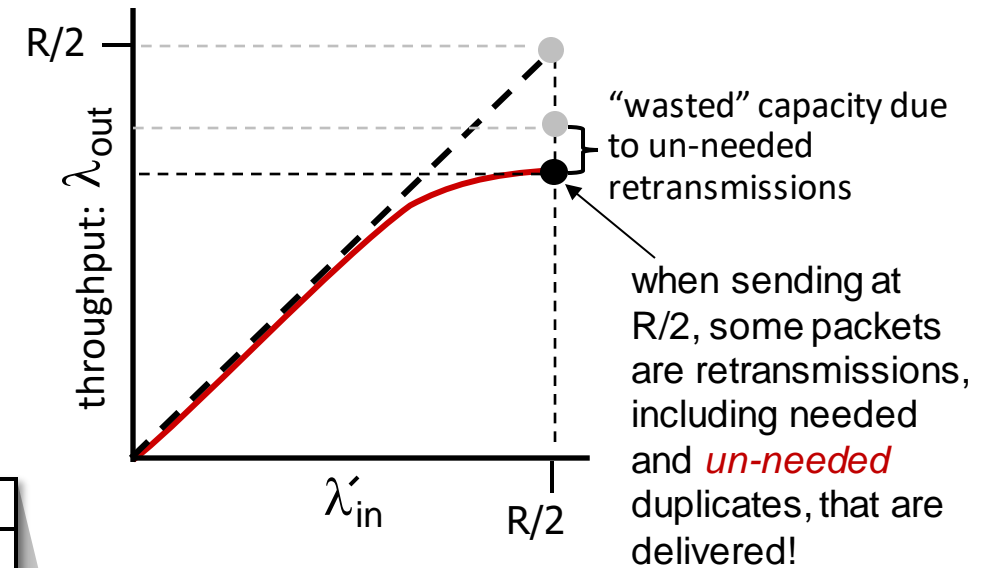 R/2
throughput: λout
“wasted” capacity due
to un-needed
retransmissions
when sending at
R/2, some packets
are retransmissions,
including needed
and un-needed
duplicates, that are
delivered!
λ'in
R/2